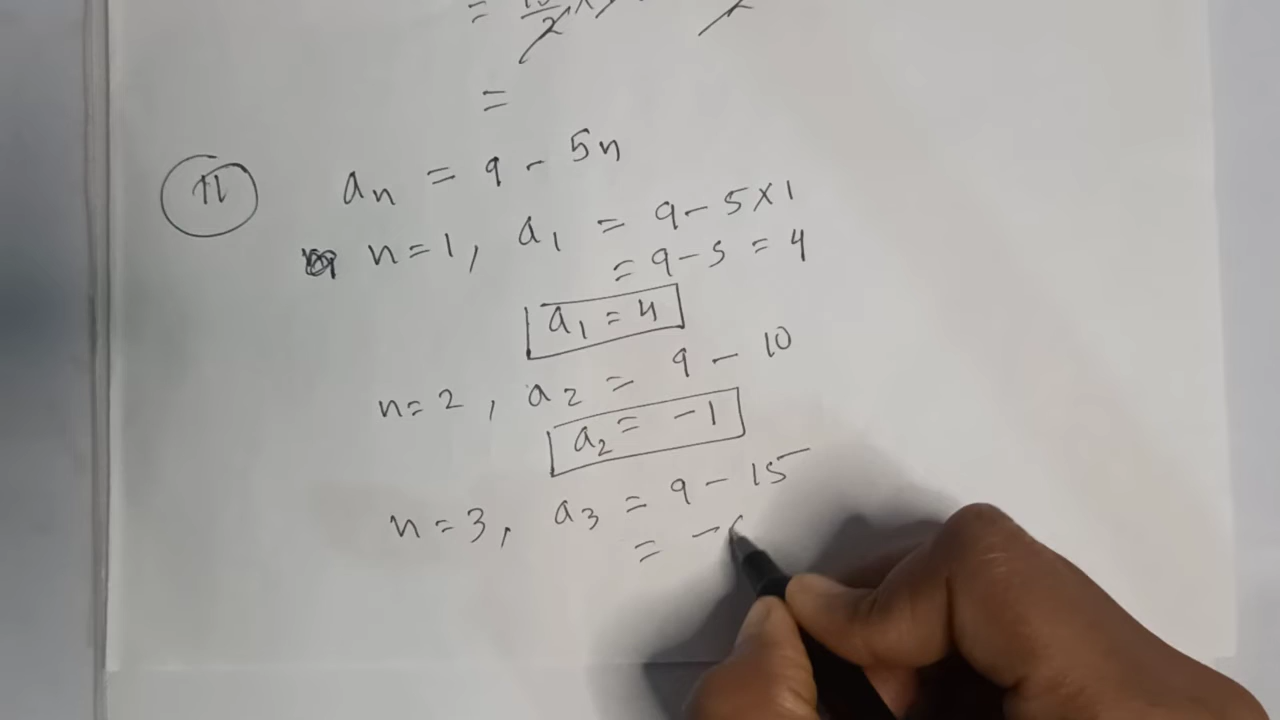 =
(ii) an = 9 - 5n
n=1, a1 = 9-5×1
= 9-5 = 4
a1 = 4
n=2, a2 = 9 - 10
a2 = -1
n=3, a3 = 9-15
= -